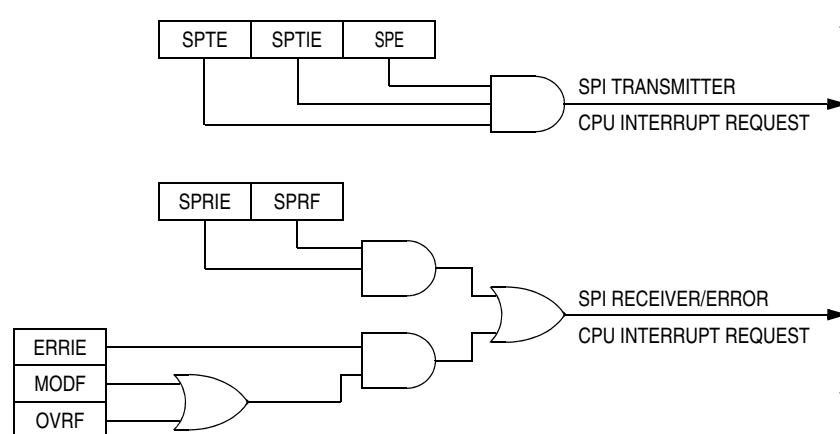 SPTE SPTIE SPE
SPI TRANSMITTER
CPU INTERRUPT REQUEST
SPRIE SPRF
SPI RECEIVER/ERROR
CPU INTERRUPT REQUEST
ERRIE
MODF
OVRF